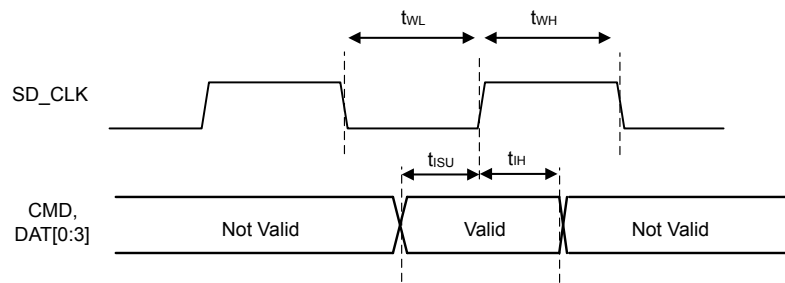 tWL tWH
SD_CLK
tISU tIH
CMD,
DAT[0:3]
Not Valid Valid Not Valid